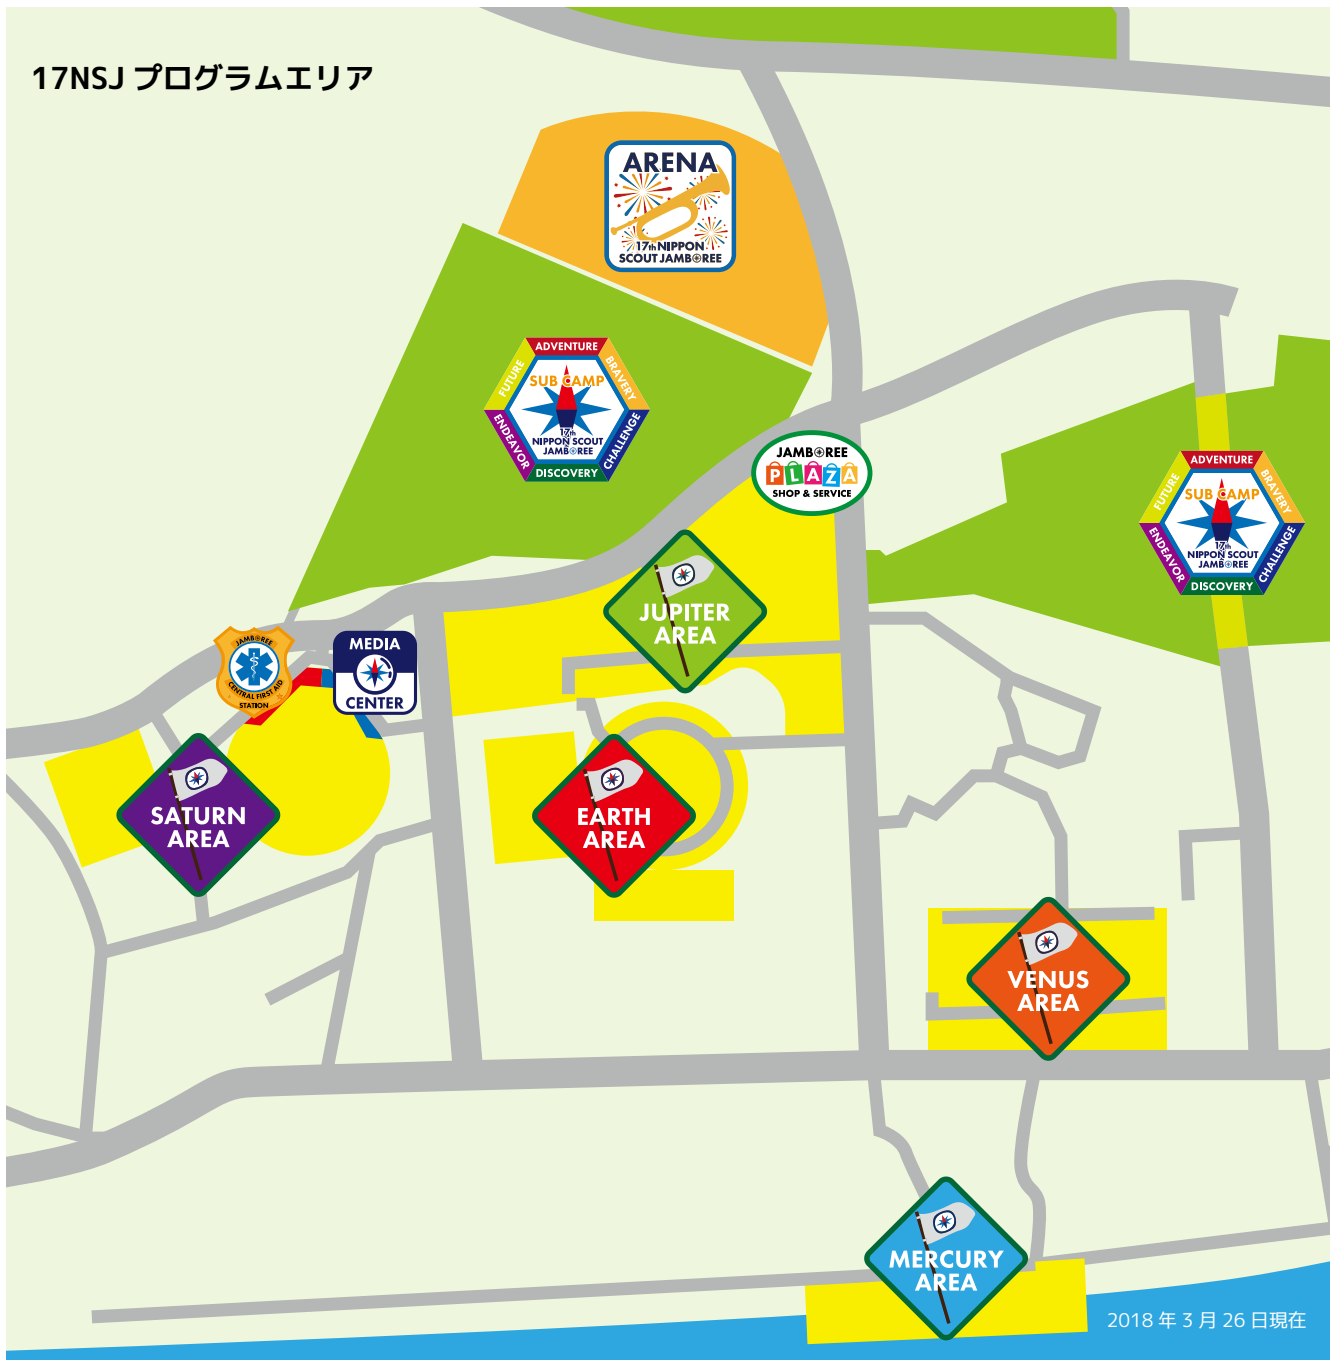 17NSJ プログラムエリア
ARENA
17th NIPPON
SCOUT JAMBOREE
ADVENTURE
FUTURE
BRAVERY
SUB CAMP
17th
NIPPON SCOUT
JAMBOREE
ENDEAVOR
CHALLENGE
DISCOVERY
JAMBOREE
PLAZA
SHOP & SERVICE
ADVENTURE
FUTURE
BRAVERY
SUB CAMP
17th
NIPPON SCOUT
JAMBOREE
ENDEAVOR
CHALLENGE
DISCOVERY
JUPITER
AREA
JAMBOREE
CENTRAL FIRST AID
STATION
MEDIA
CENTER
SATURN
AREA
EARTH
AREA
VENUS
AREA
MERCURY
AREA
2018 年 3 月 26 日現在